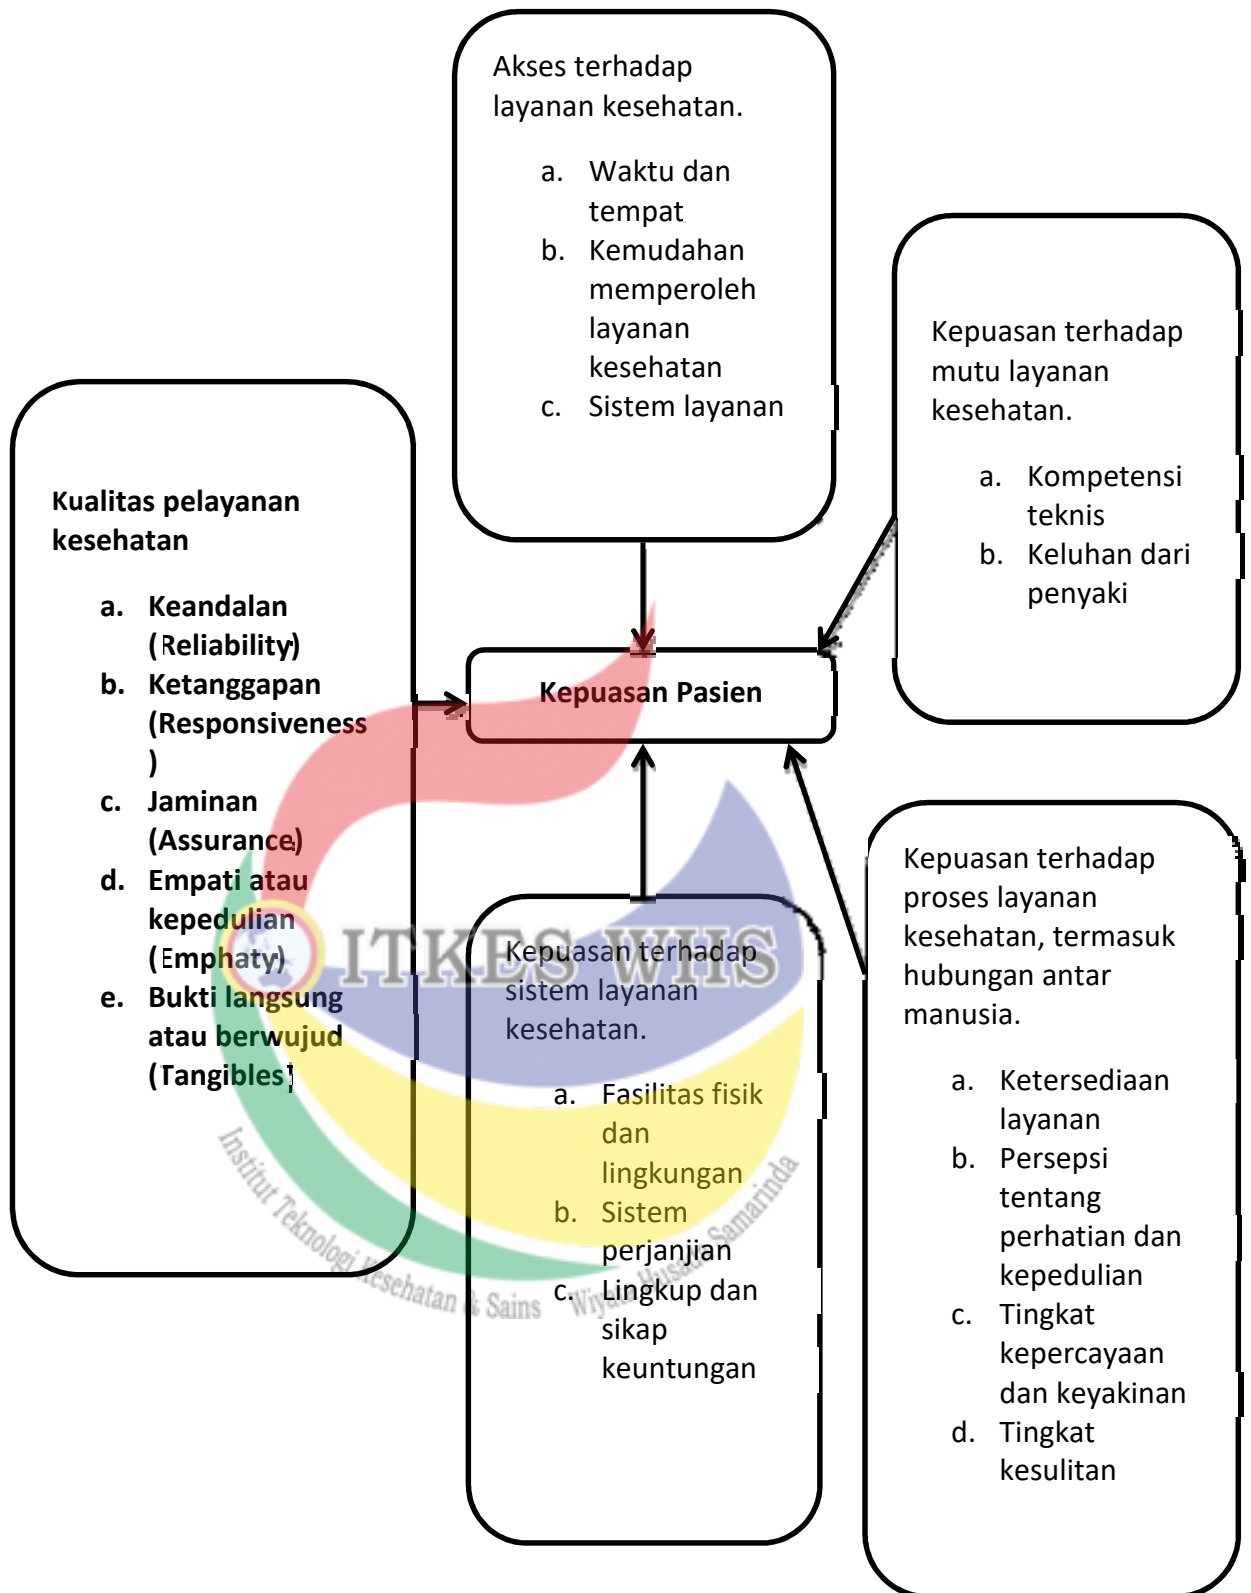 Akses terhadap
layanan kesehatan.
a. Waktu dan
tempat
b. Kemudahan
memperoleh
layanan
kesehatan
c. Sistem layanan
Kepuasan terhadap
mutu layanan
kesehatan.
a. Kompetensi
teknis
b. Keluhan dari
penyaki
Kualitas pelayanan
kesehatan
a. Keandalan
(Reliability)
b. Ketanggapan
(Responsiveness
)
c. Jaminan
(Assurance)
d. Empati atau
kepedulian
(Emphaty)
e. Bukti langsung
atau berwujud
(Tangibles)
Kepuasan Pasien
Kepuasan terhadap
sistem layanan
kesehatan.
a. Fasilitas fisik
dan
lingkungan
b. Sistem
perjanjian
c. Lingkup dan
sikap
keuntungan
Kepuasan terhadap
proses layanan
kesehatan, termasuk
hubungan antar
manusia.
a. Ketersediaan
layanan
b. Persepsi
tentang
perhatian dan
kepedulian
c. Tingkat
kepercayaan
dan keyakinan
d. Tingkat
kesulitan
ITKES WHS
Institut Teknologi Kesehatan & Sains Wiyata Husada Samarinda